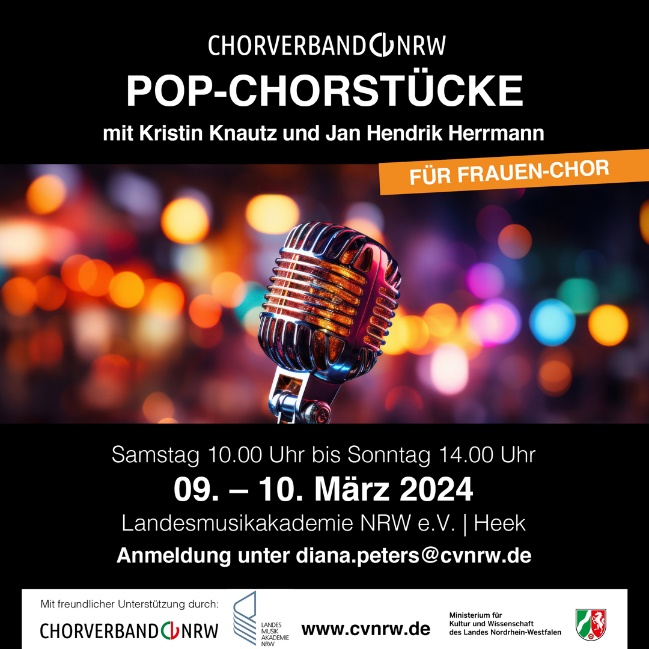 CHORVERBAND NRW
POP-CHORSTÜCKE
mit Kristin Knautz und Jan Hendrik Herrmann
FÜR FRAUEN-CHOR
Samstag 10.00 Uhr bis Sonntag 14.00 Uhr
09. – 10. März 2024
Landesmusikakademie NRW e.V. | Heek
Anmeldung unter diana.peters@cvnrw.de
Mit freundlicher Unterstützung durch:
CHORVERBAND NRW
LANDES
MUSIK
AKADEMIE
NRW
www.cvnrw.de
Ministerium für
Kultur und Wissenschaft
des Landes Nordrhein-Westfalen